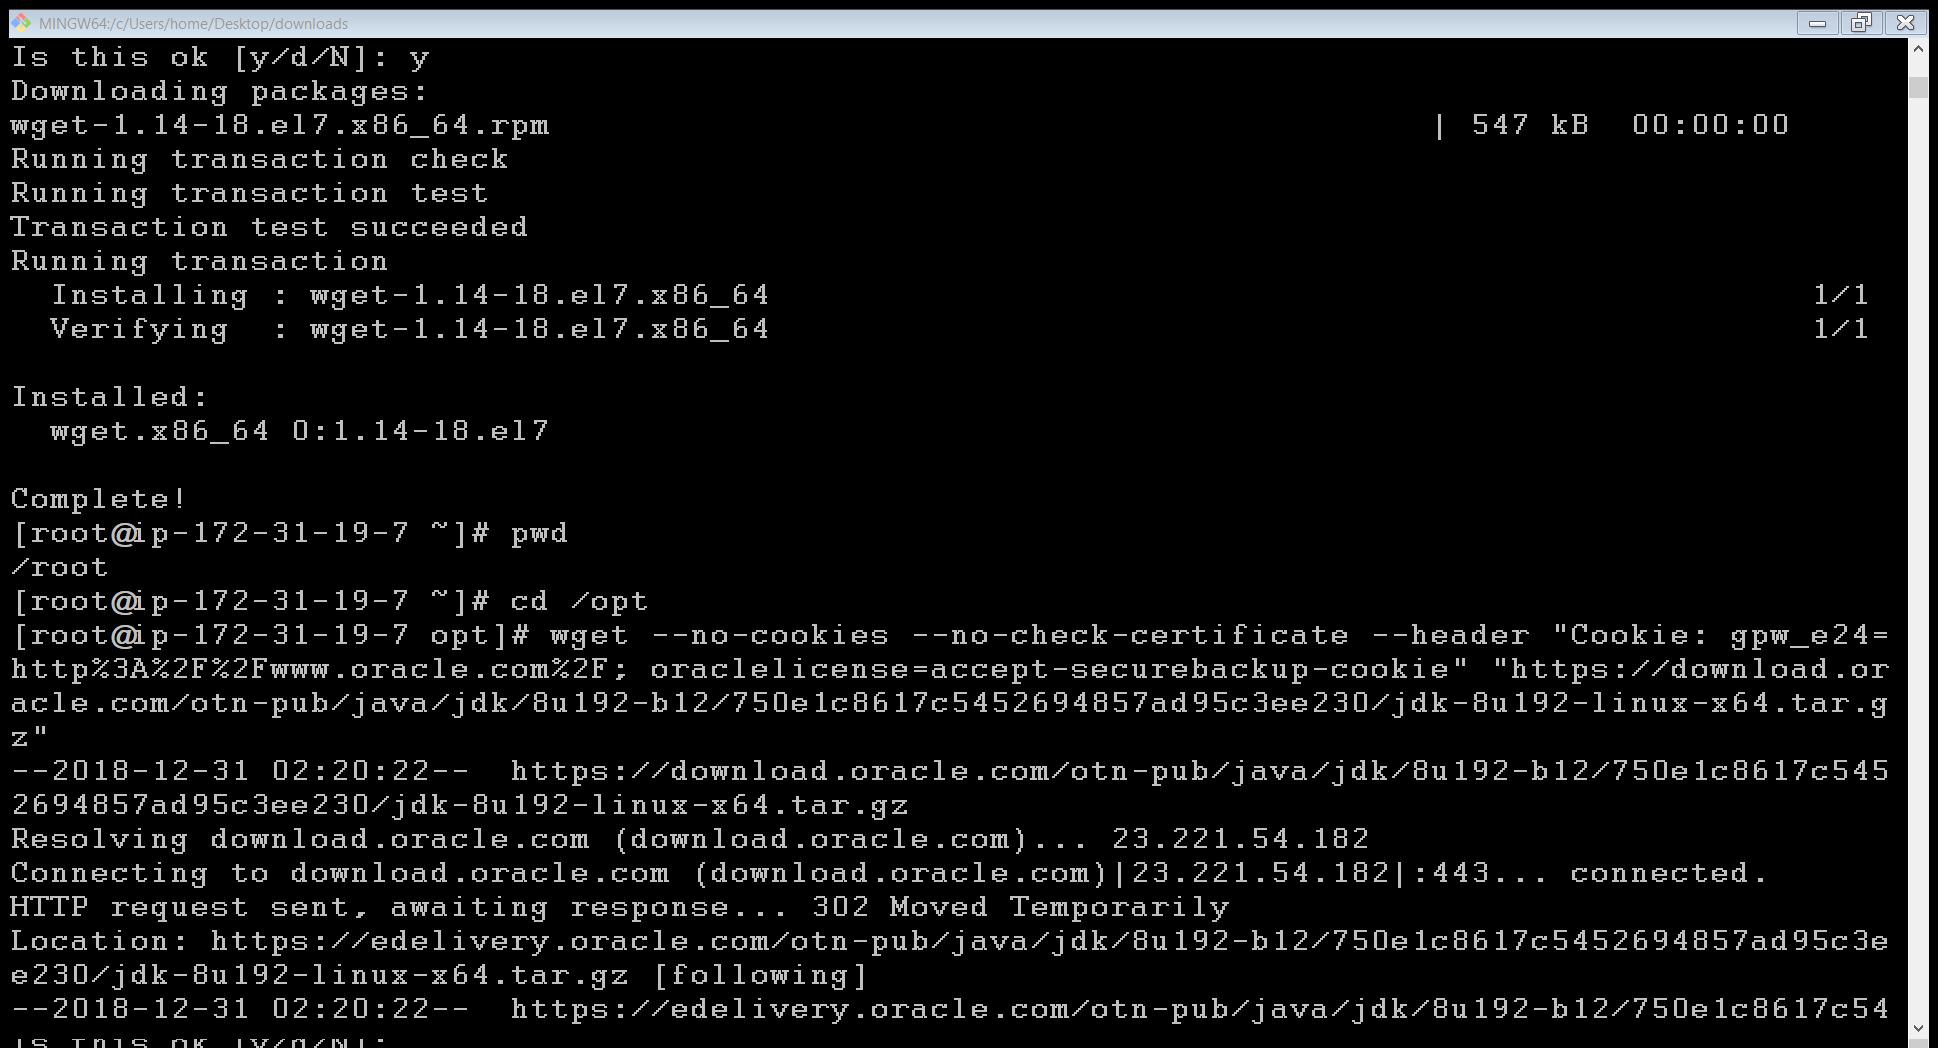 MINGW64:/c/Users/home/Desktop/downloads
Is this ok [y/d/N]: y
Downloading packages:
wget-1.14-18.el7.x86_64.rpm | 547 kB 00:00:00
Running transaction check
Running transaction test
Transaction test succeeded
Running transaction
Installing : wget-1.14-18.el7.x86_64 1/1
Verifying : wget-1.14-18.el7.x86_64 1/1
Installed:
wget.x86_64 0:1.14-18.el7
Complete!
[root@ip-172-31-19-7 ~]# pwd
/root
[root@ip-172-31-19-7 ~]# cd /opt
[root@ip-172-31-19-7 opt]# wget --no-cookies --no-check-certificate --header "Cookie: gpw_e24=
http%3A%2F%2Fwww.oracle.com%2F; oraclelicense=accept-securebackup-cookie" "https://download.or
acle.com/otn-pub/java/jdk/8u192-b12/750e1c8617c5452694857ad95c3ee230/jdk-8u192-linux-x64.tar.g
z"
--2018-12-31 02:20:22-- https://download.oracle.com/otn-pub/java/jdk/8u192-b12/750e1c8617c545
2694857ad95c3ee230/jdk-8u192-linux-x64.tar.gz
Resolving download.oracle.com (download.oracle.com)... 23.221.54.182
Connecting to download.oracle.com (download.oracle.com)|23.221.54.182|:443... connected.
HTTP request sent, awaiting response... 302 Moved Temporarily
Location: https://edelivery.oracle.com/otn-pub/java/jdk/8u192-b12/750e1c8617c5452694857ad95c3e
e230/jdk-8u192-linux-x64.tar.gz [following]
--2018-12-31 02:20:22-- https://edelivery.oracle.com/otn-pub/java/jdk/8u192-b12/750e1c8617c54
is this ok [y/d/N]: